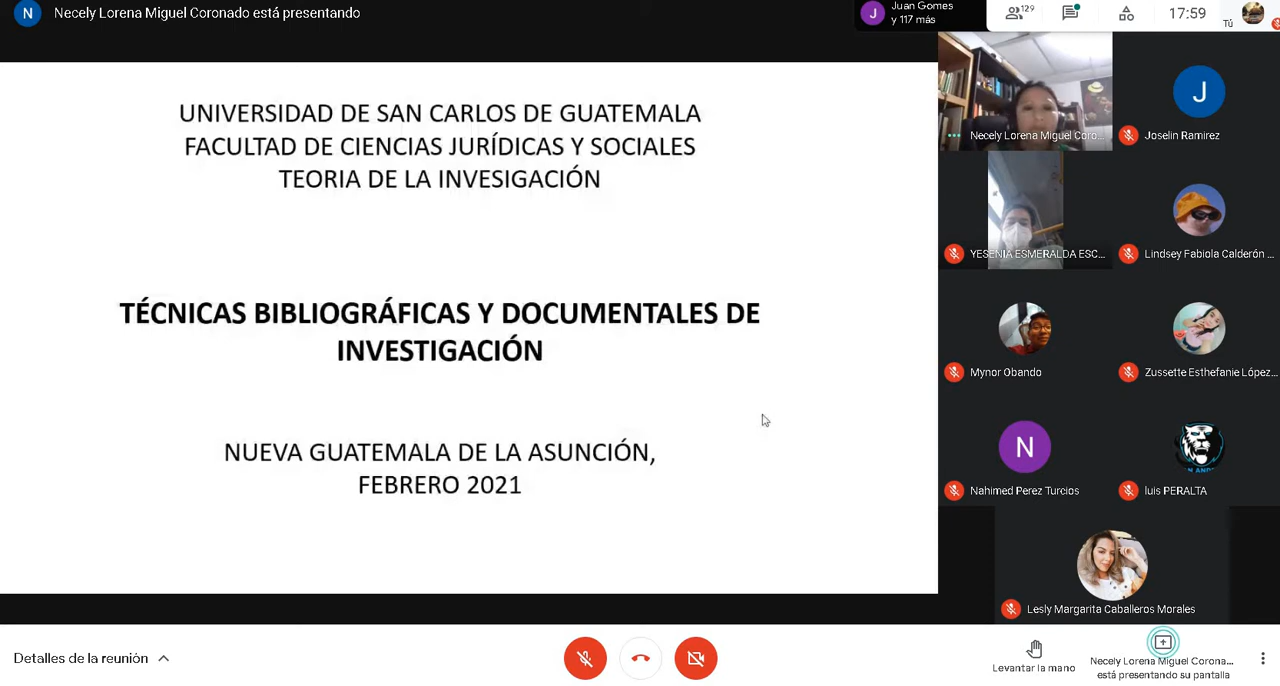 N
Necely Lorena Miguel Coronado está presentando
J
Juan Gomes
y 117 más
129
17:59
Tú
UNIVERSIDAD DE SAN CARLOS DE GUATEMALA
FACULTAD DE CIENCIAS JURÍDICAS Y SOCIALES
TEORIA DE LA INVESIGACIÓN
TÉCNICAS BIBLIOGRÁFICAS Y DOCUMENTALES DE
INVESTIGACIÓN
NUEVA GUATEMALA DE LA ASUNCIÓN,
FEBRERO 2021
Necely Lorena Miguel Coro...
J
Joselin Ramirez
YESENIA ESMERALDA ESC...
Lindsey Fabiola Calderón ...
Mynor Obando
Zussette Esthefanie López...
N
Nahimed Perez Turcios
luis PERALTA
Lesly Margarita Caballeros Morales
Detalles de la reunión
Levantar la mano
Necely Lorena Miguel Corona...
está presentando su pantalla